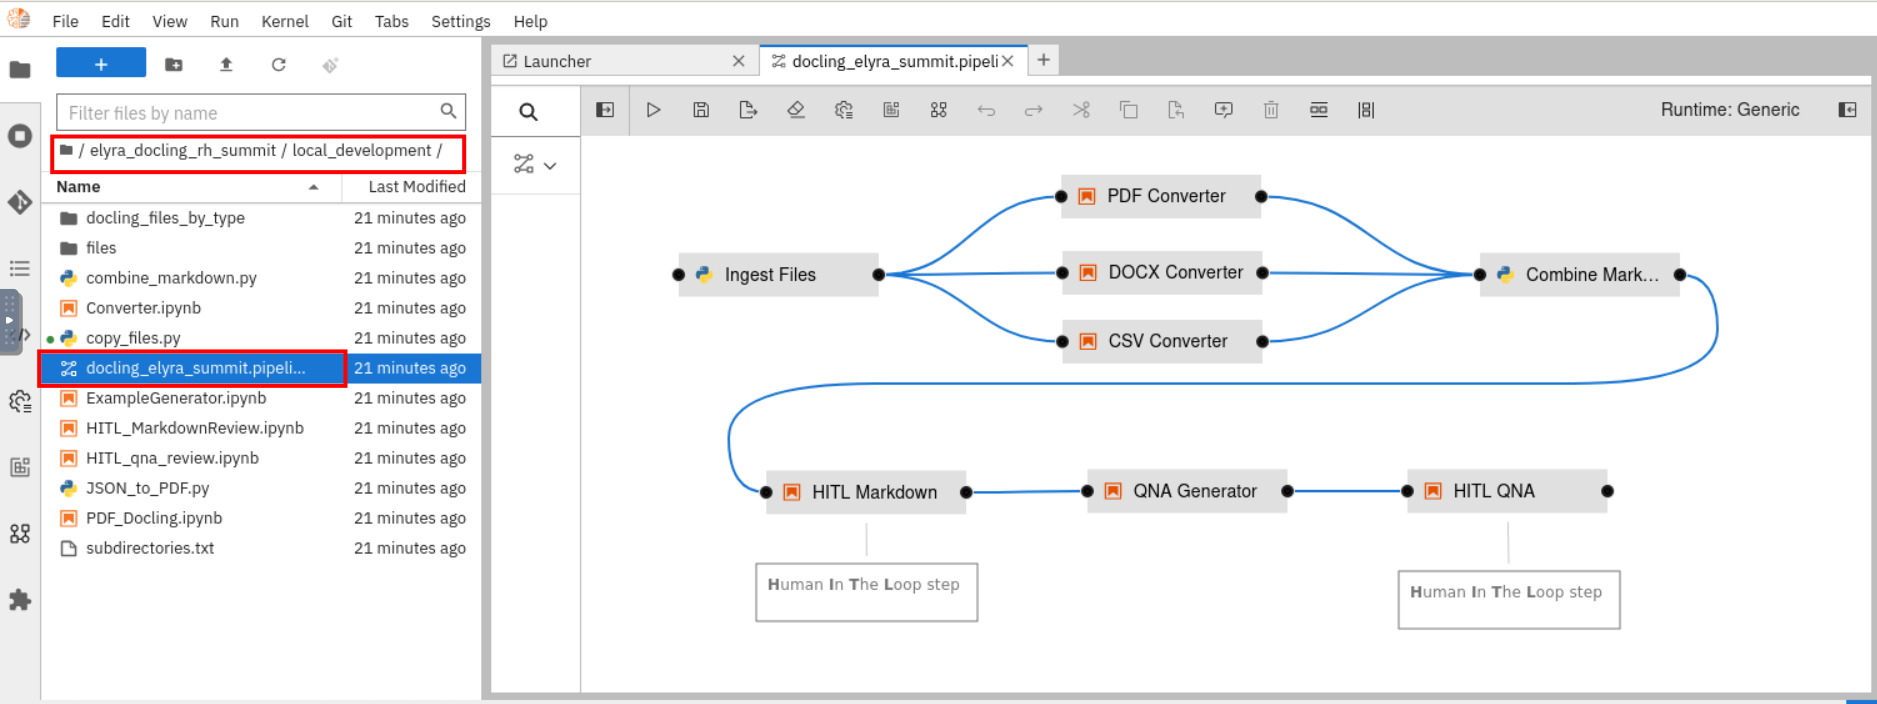 File Edit View Run Kernel Git Tabs Settings Help
Filter files by name
/ elyra_docling_rh_summit / local_development /
Name Last Modified
docling_files_by_type 21 minutes ago
files 21 minutes ago
combine_markdown.py 21 minutes ago
Converter.ipynb 21 minutes ago
copy_files.py 21 minutes ago
docling_elyra_summit.pipeli... 21 minutes ago
ExampleGenerator.ipynb 21 minutes ago
HITL_MarkdownReview.ipynb 21 minutes ago
HITL_qna_review.ipynb 21 minutes ago
JSON_to_PDF.py 21 minutes ago
PDF_Docling.ipynb 21 minutes ago
subdirectories.txt 21 minutes ago
Launcher docling_elyra_summit.pipeli
Runtime: Generic
PDF Converter
Ingest Files DOCX Converter Combine Mark...
CSV Converter
HITL Markdown QNA Generator HITL QNA
Human In The Loop step Human In The Loop step